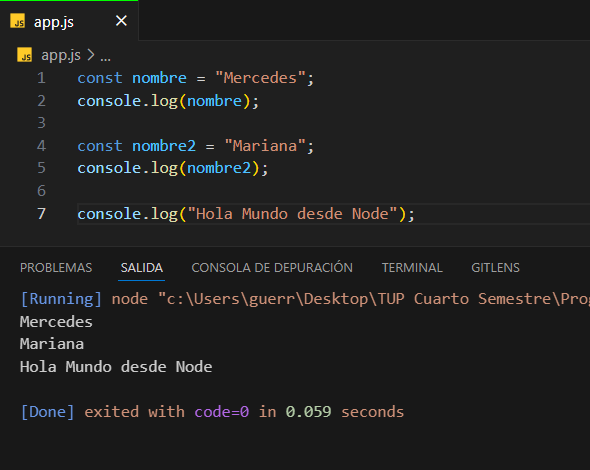 JS app.js ×
JS app.js > ...
1 const nombre = "Mercedes";
2 console.log(nombre);
3
4 const nombre2 = "Mariana";
5 console.log(nombre2);
6
7 console.log("Hola Mundo desde Node");
PROBLEMAS SALIDA CONSOLA DE DEPURACIÓN TERMINAL GITLENS
[Running] node "c:\Users\guerr\Desktop\TUP Cuarto Semestre\Pro
Mercedes
Mariana
Hola Mundo desde Node
[Done] exited with code=0 in 0.059 seconds